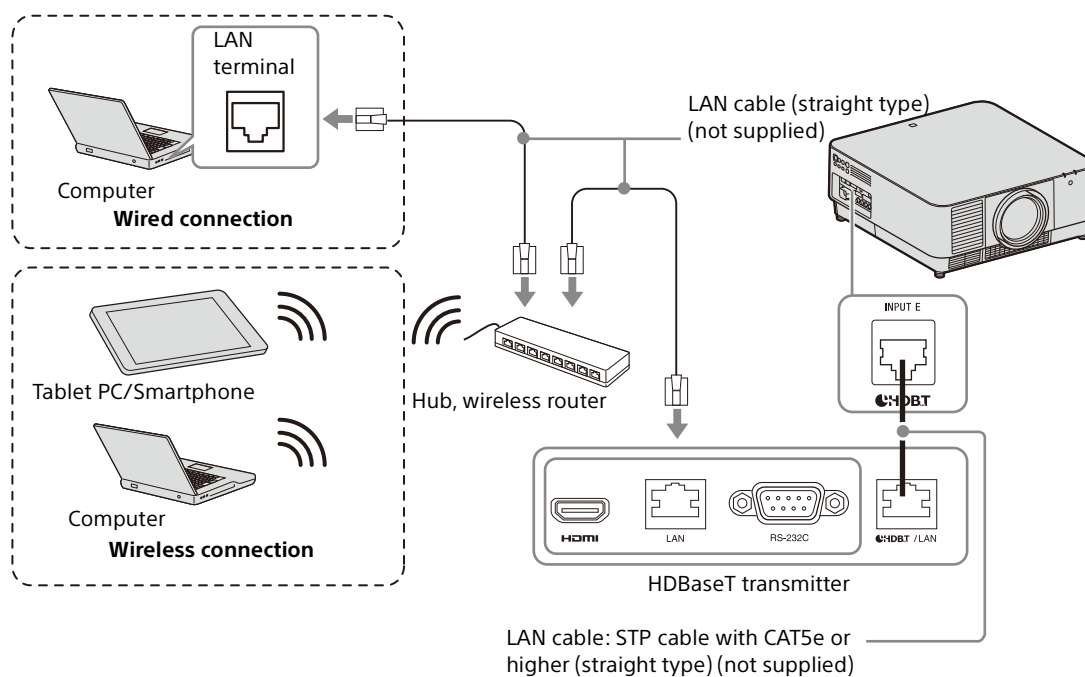 LAN
terminal
Computer
Wired connection
LAN cable (straight type)
(not supplied)
INPUT E
HDBT
Tablet PC/Smartphone
Hub, wireless router
Computer
Wireless connection
HDMI
LAN
RS-232C
HDBT / LAN
HDBaseT transmitter
LAN cable: STP cable with CAT5e or
higher (straight type) (not supplied)